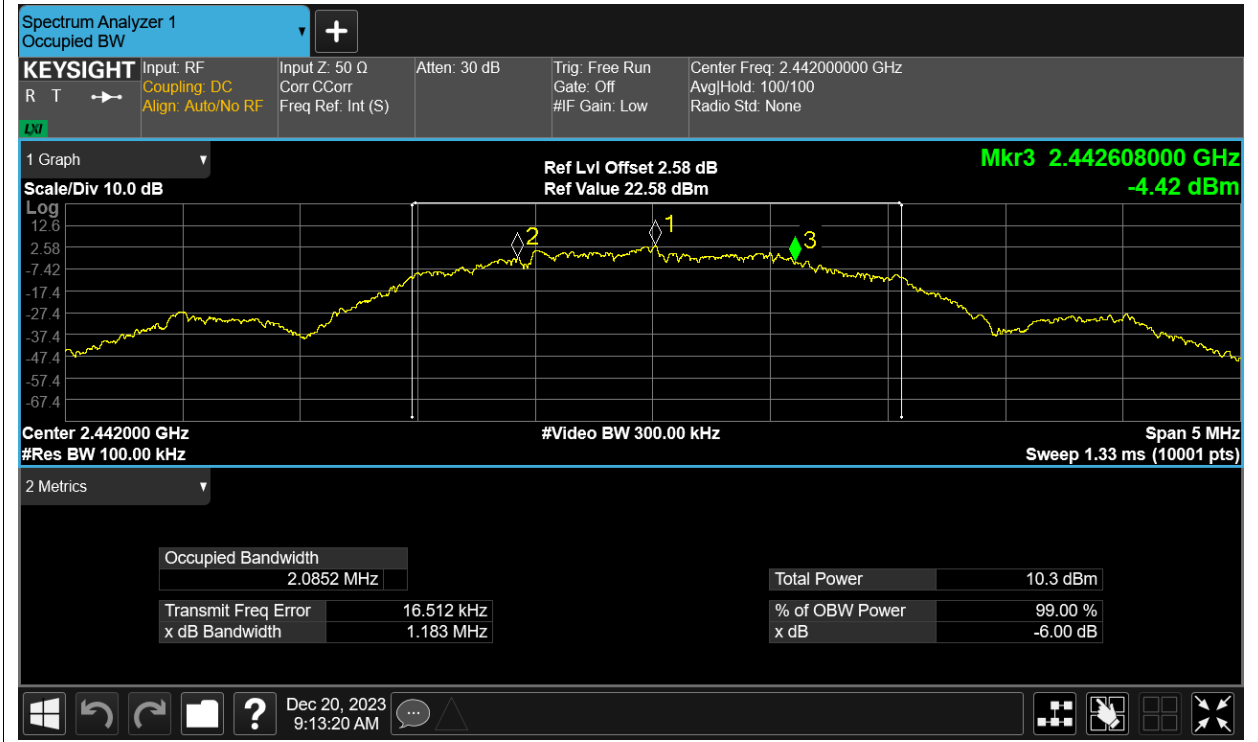 Spectrum Analyzer 1
Occupied BW
+
KEYSIGHT
R T
LXI
Input: RF
Coupling: DC
Align: Auto/No RF
Input Z: 50 Ω
Corr CCorr
Freq Ref: Int (S)
Atten: 30 dB
Trig: Free Run
Gate: Off
#IF Gain: Low
Center Freq: 2.442000000 GHz
Avg|Hold: 100/100
Radio Std: None
1 Graph
Scale/Div 10.0 dB
Ref Lvl Offset 2.58 dB
Ref Value 22.58 dBm
Mkr3 2.442608000 GHz
-4.42 dBm
Log
12.6
2.58
-7.42
-17.4
-27.4
-37.4
-47.4
-57.4
-67.4
2
1
3
Center 2.442000 GHz
#Res BW 100.00 kHz
#Video BW 300.00 kHz
Span 5 MHz
Sweep 1.33 ms (10001 pts)
2 Metrics
Occupied Bandwidth
2.0852 MHz
Transmit Freq Error 16.512 kHz
x dB Bandwidth 1.183 MHz
Total Power 10.3 dBm
% of OBW Power 99.00 %
x dB -6.00 dB
?
Dec 20, 2023
9:13:20 AM